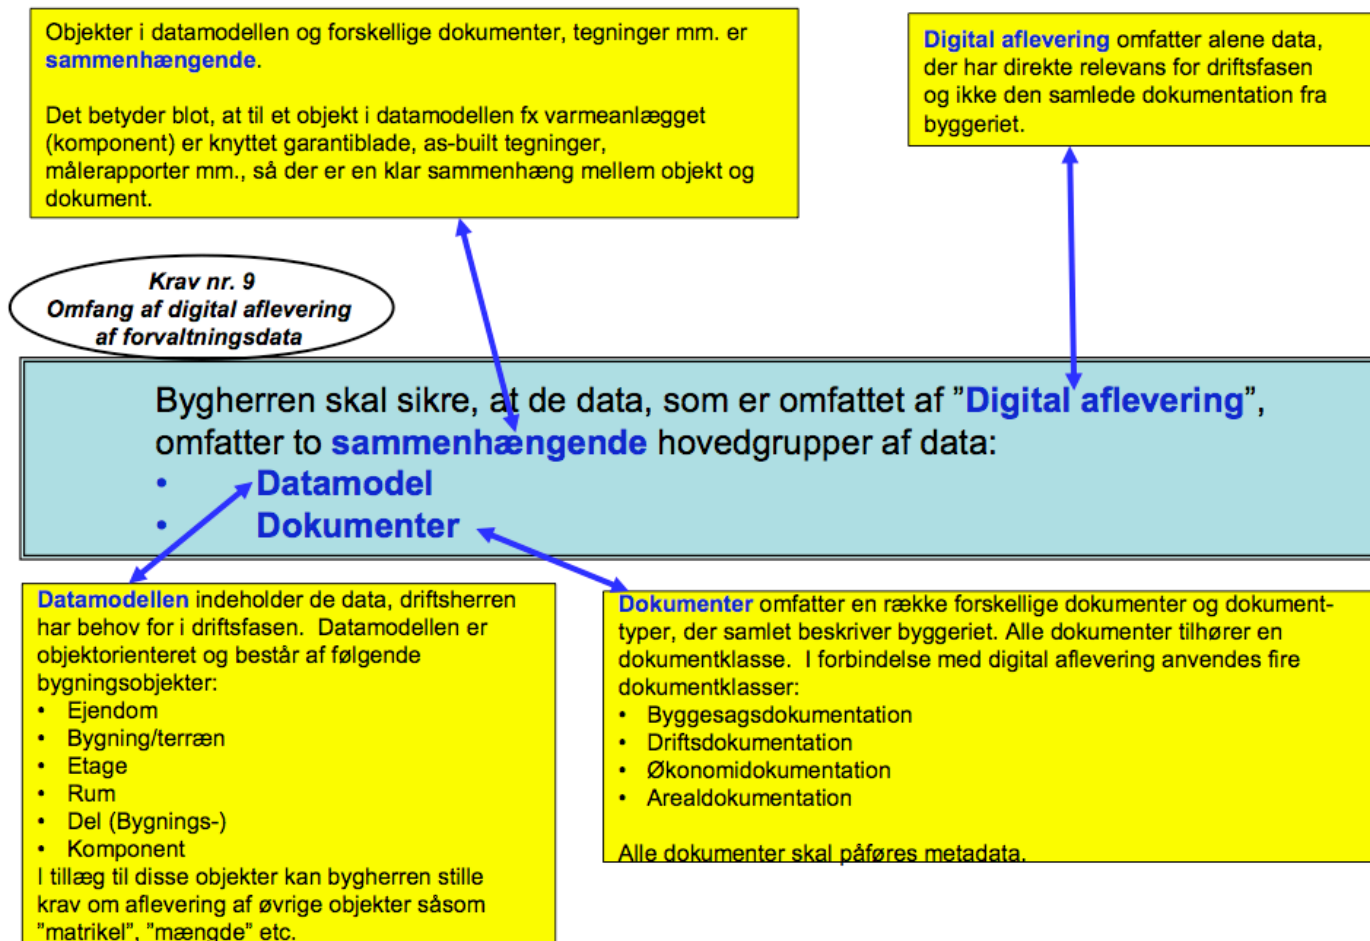 Objekter i datamodellen og forskellige dokumenter, tegninger mm. er
sammenhængende.
Det betyder blot, at til et objekt i datamodellen fx varmeanlægget
(komponent) er knyttet garantiblade, as-built tegninger,
målerapporter mm., så der er en klar sammenhæng mellem objekt og
dokument.
Digital aflevering omfatter alene data,
der har direkte relevans for driftsfasen
og ikke den samlede dokumentation fra
byggeriet.
Krav nr. 9
Omfang af digital aflevering
af forvaltningsdata
Bygherren skal sikre, at de data, som er omfattet af ”Digital aflevering”,
omfatter to sammenhængende hovedgrupper af data:
• Datamodel
• Dokumenter
Datamodellen indeholder de data, driftsherren
har behov for i driftsfasen. Datamodellen er
objektorienteret og består af følgende
bygningsobjekter:
• Ejendom
• Bygning/terræn
• Etage
• Rum
• Del (Bygnings-)
• Komponent
I tillæg til disse objekter kan bygherren stille
krav om aflevering af øvrige objekter såsom
”matrikel”, ”mængde” etc.
Dokumenter omfatter en række forskellige dokumenter og dokument-
typer, der samlet beskriver byggeriet. Alle dokumenter tilhører en
dokumentklasse. I forbindelse med digital aflevering anvendes fire
dokumentklasser:
• Byggesagsdokumentation
• Driftsdokumentation
• Økonomidokumentation
• Arealdokumentation
Alle dokumenter skal påføres metadata.